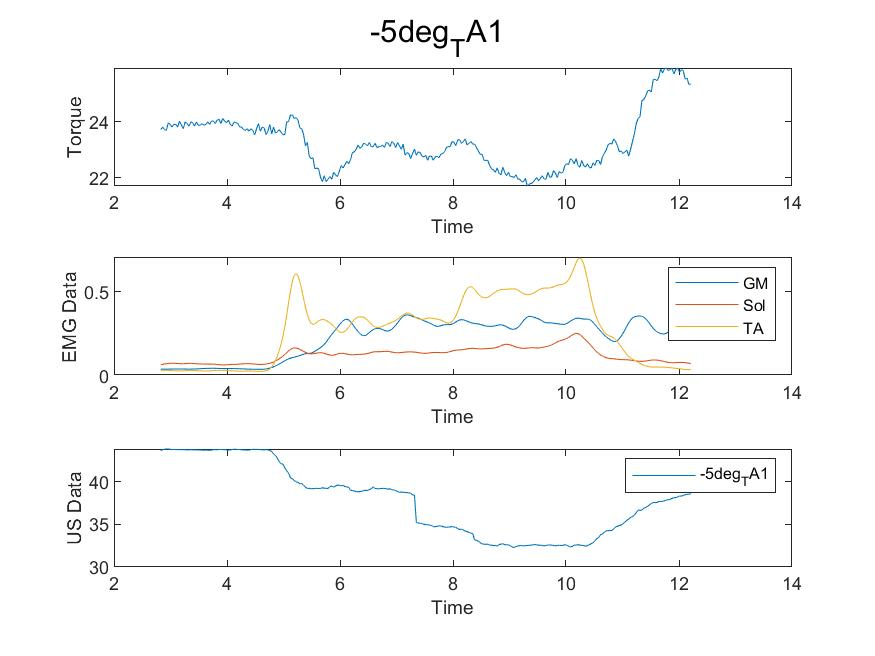 -5deg_TA1
24
22
Torque
2 4 6 8 10 12 14
Time
0.5
0
EMG Data
GM
Sol
TA
2 4 6 8 10 12 14
Time
40
35
30
US Data
-5deg_TA1
2 4 6 8 10 12 14
Time